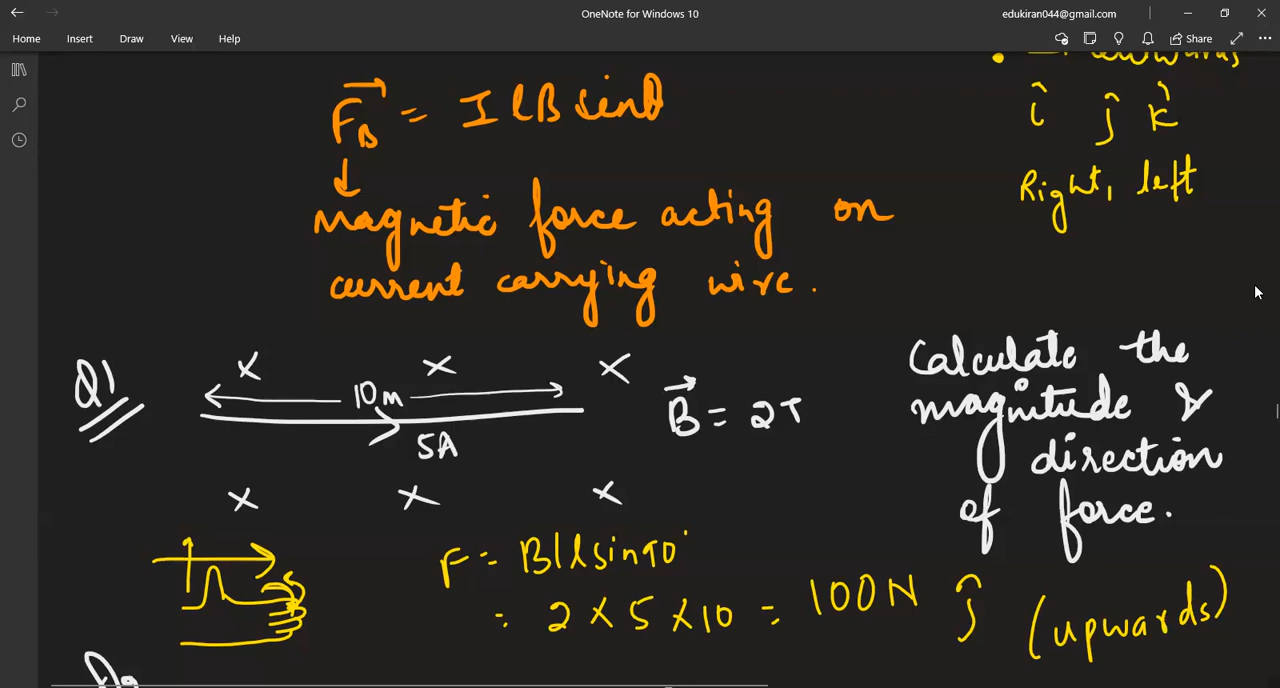 OneNote for Windows 10
edukiran044@gmail.com
Home Insert Draw View Help
Share
F_B = I l B sinθ
î ĵ k̂
Right, left
magnetic force acting on
current carrying wire.
Q1
10m
5A
B = 2T
Calculate the
magnitude &
direction
of force.
F = BIl sin90°
= 2 × 5 × 10 = 100N ĵ (upwards)